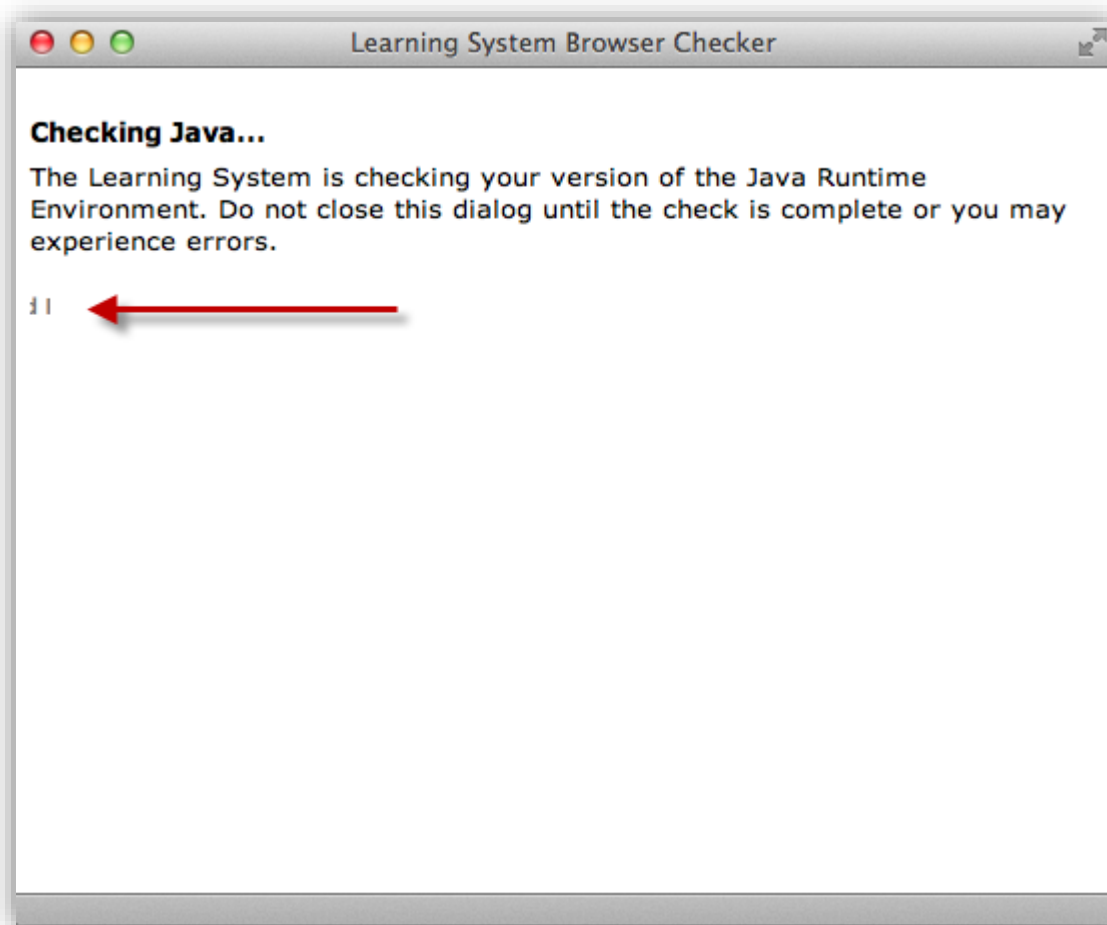 Learning System Browser Checker
Checking Java...
The Learning System is checking your version of the Java Runtime
Environment. Do not close this dialog until the check is complete or you may
experience errors.